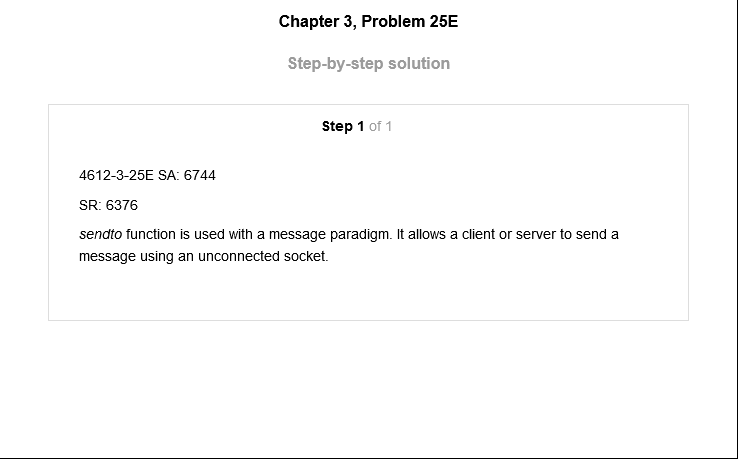 Chapter 3, Problem 25E
Step-by-step solution
Step 1 of 1
4612-3-25E SA: 6744
SR: 6376
sendto function is used with a message paradigm. It allows a client or server to send a
message using an unconnected socket.